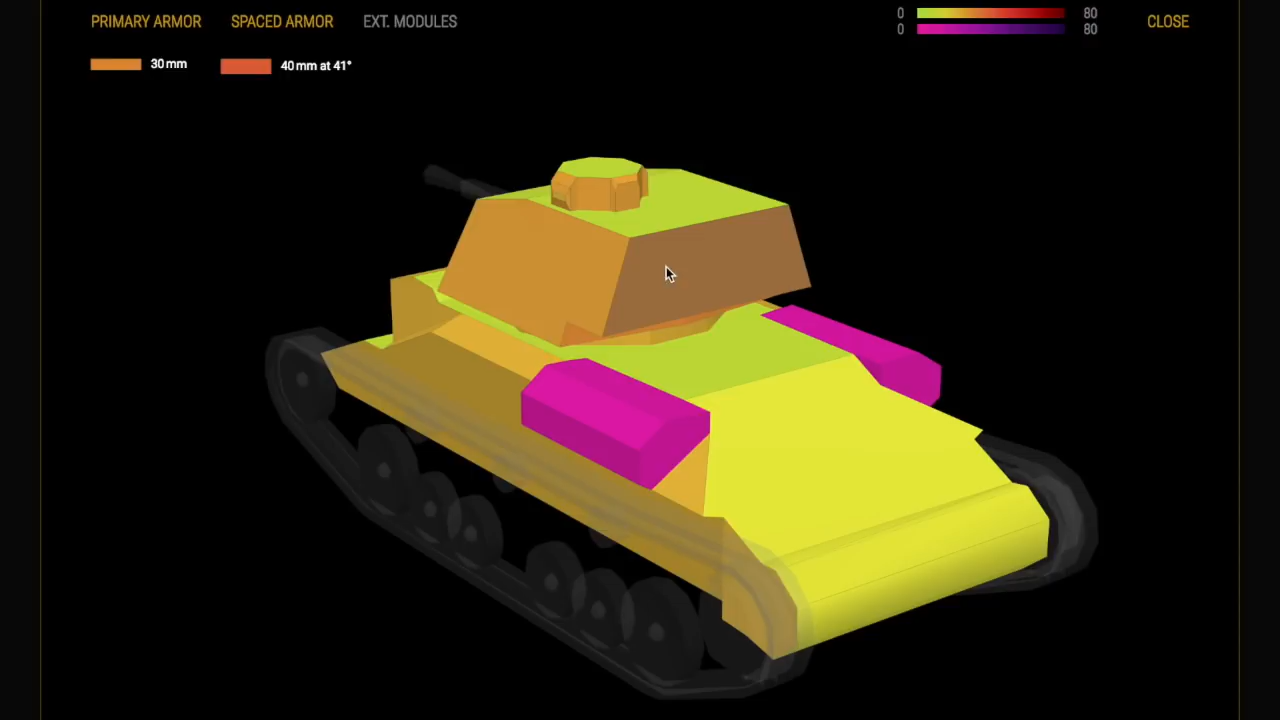 PRIMARY ARMOR SPACED ARMOR EXT. MODULES 0 80 CLOSE
0 80
30 mm 40 mm at 41°